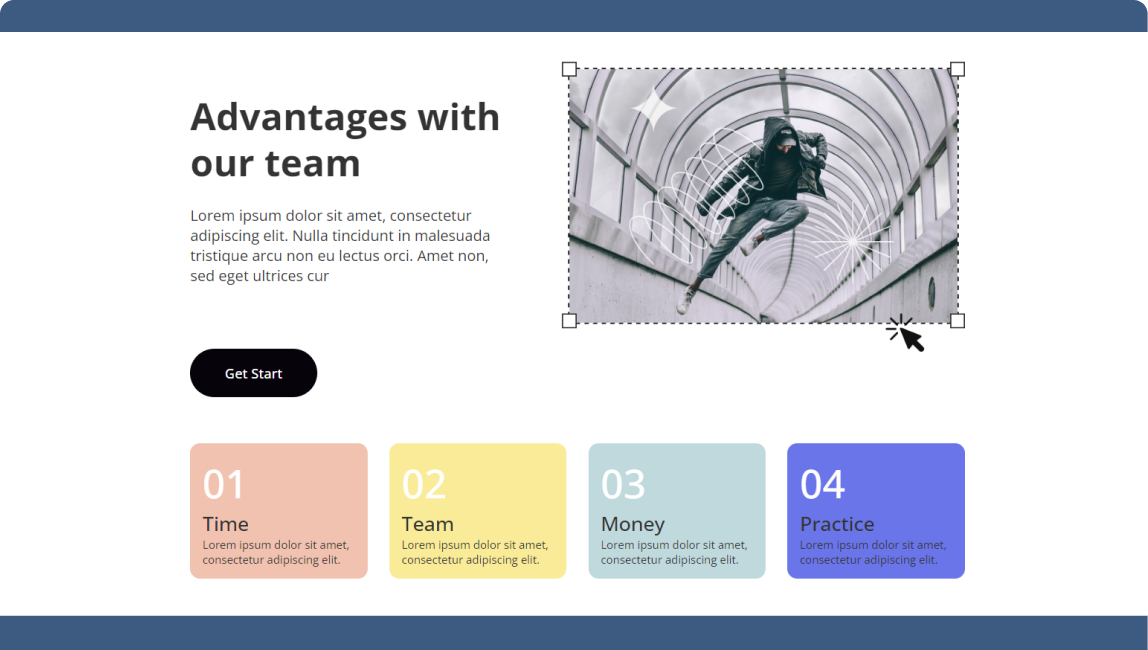 Advantages with
our team
Lorem ipsum dolor sit amet, consectetur
adipiscing elit. Nulla tincidunt in malesuada
tristique arcu non eu lectus orci. Amet non,
sed eget ultrices cur
Get Start
01
Time
Lorem ipsum dolor sit amet,
consectetur adipiscing elit.
02
Team
Lorem ipsum dolor sit amet,
consectetur adipiscing elit.
03
Money
Lorem ipsum dolor sit amet,
consectetur adipiscing elit.
04
Practice
Lorem ipsum dolor sit amet,
consectetur adipiscing elit.